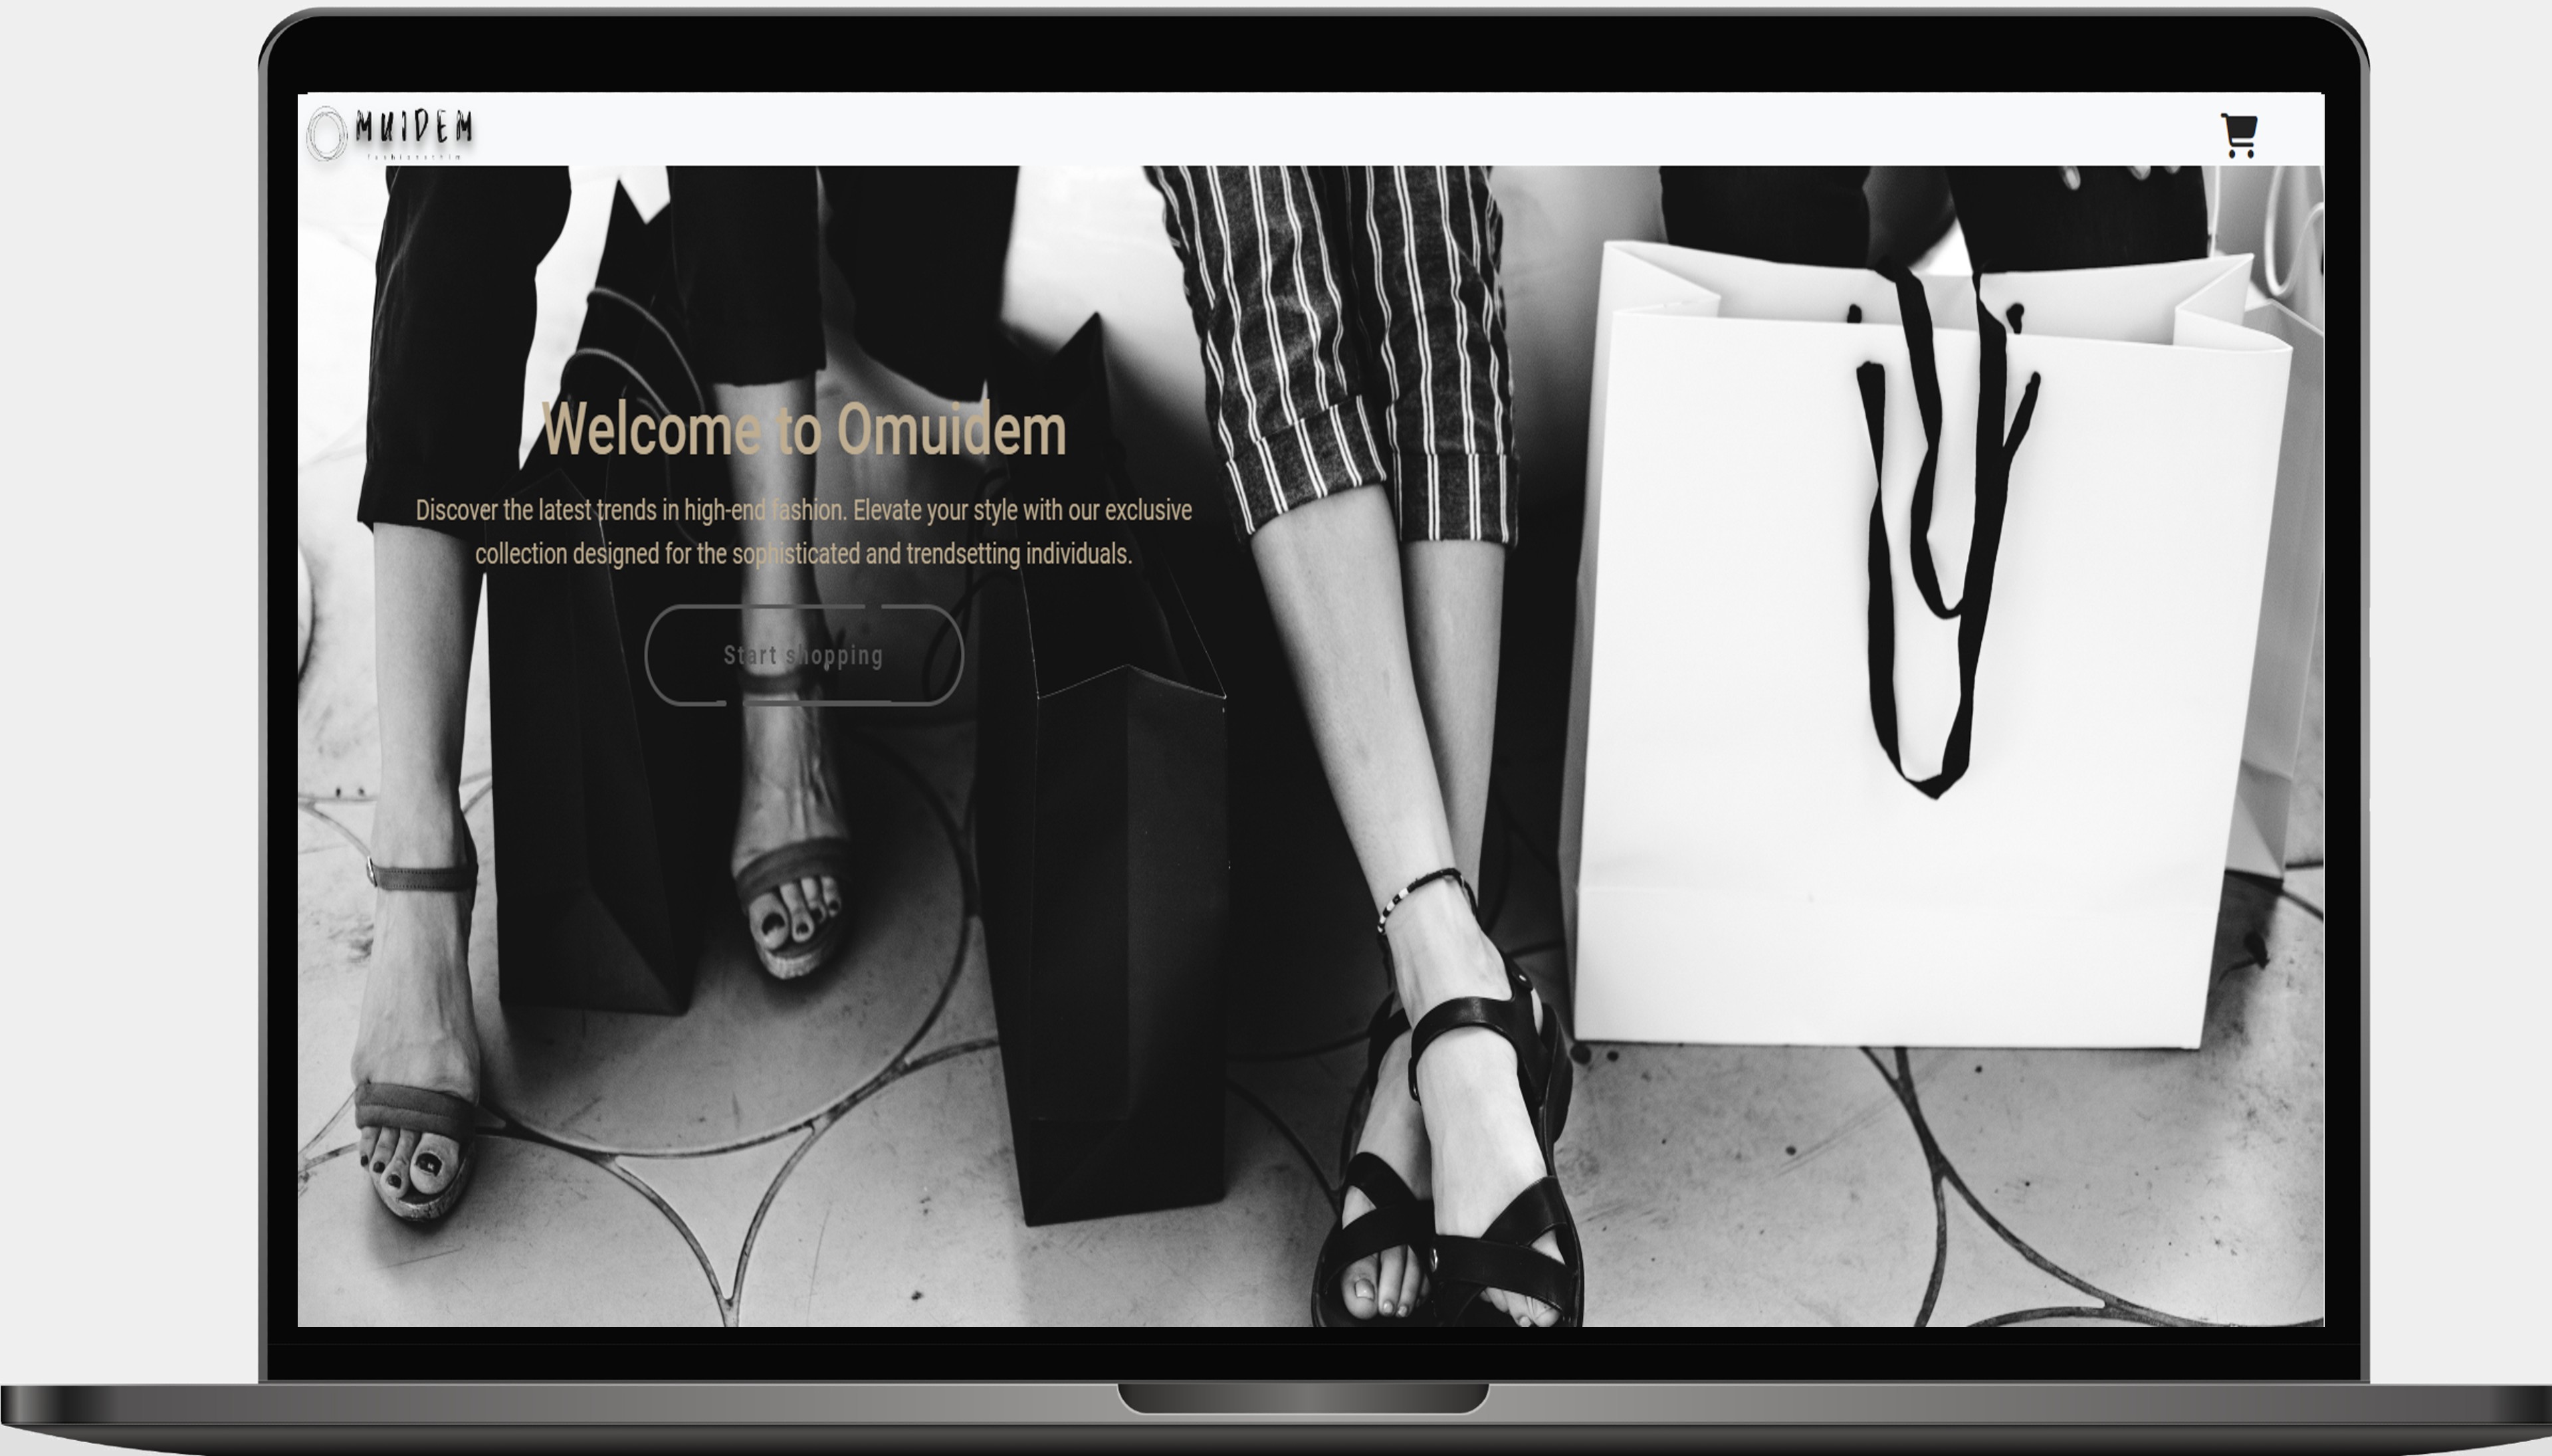 MUIDEM
Welcome to Omuidem
Discover the latest trends in high-end fashion. Elevate your style with our exclusive
collection designed for the sophisticated and trendsetting individuals.
Start shopping